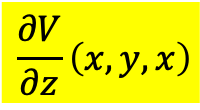 ∂V/∂z (x, y, x)